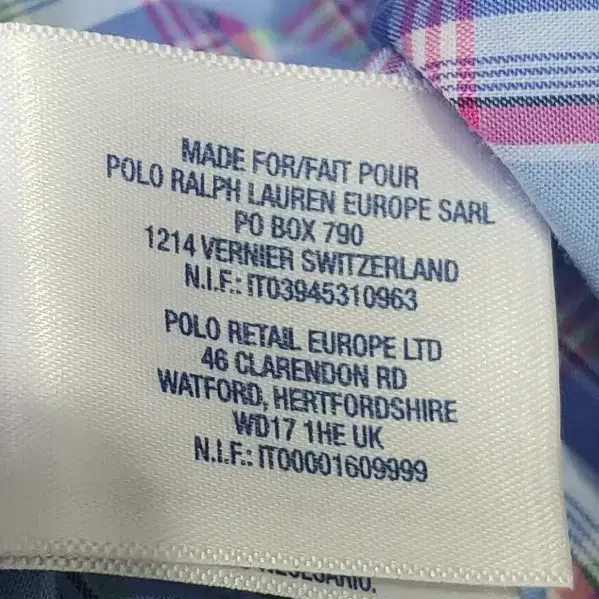 MADE FOR/FAIT POUR
POLO RALPH LAUREN EUROPE SARL
PO BOX 790
1214 VERNIER SWITZERLAND
N.I.F.: IT03945310963
POLO RETAIL EUROPE LTD
46 CLARENDON RD
WATFORD, HERTFORDSHIRE
WD17 1HE UK
N.I.F.: IT00001609999